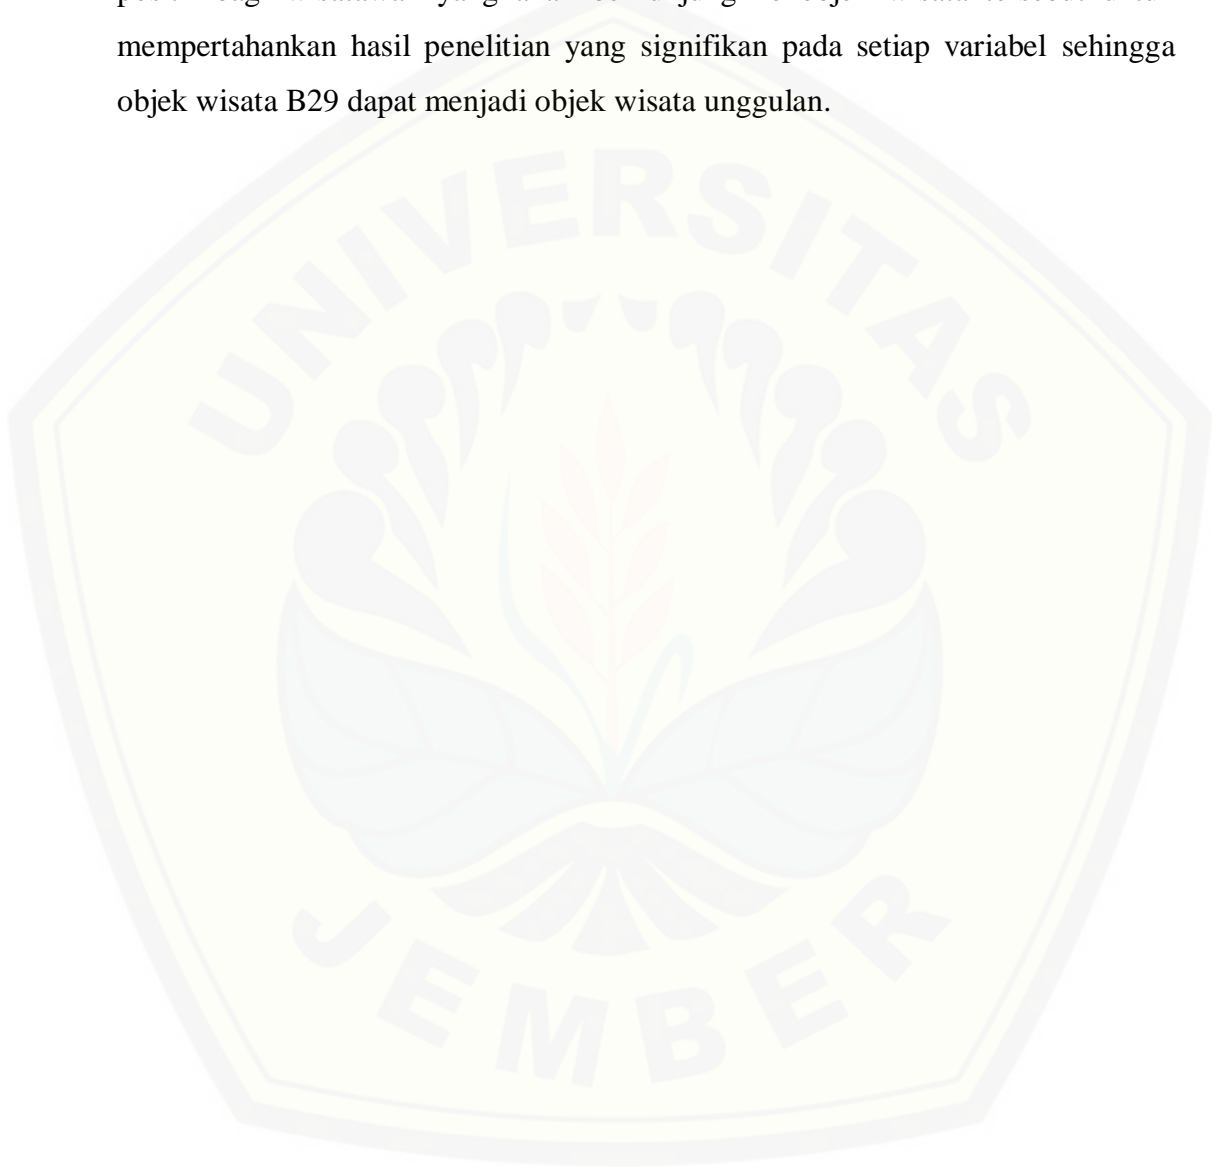 mempertahankan hasil penelitian yang signifikan pada setiap variabel sehingga
objek wisata B29 dapat menjadi objek wisata unggulan.
UNIVERSITAS
JEMBER